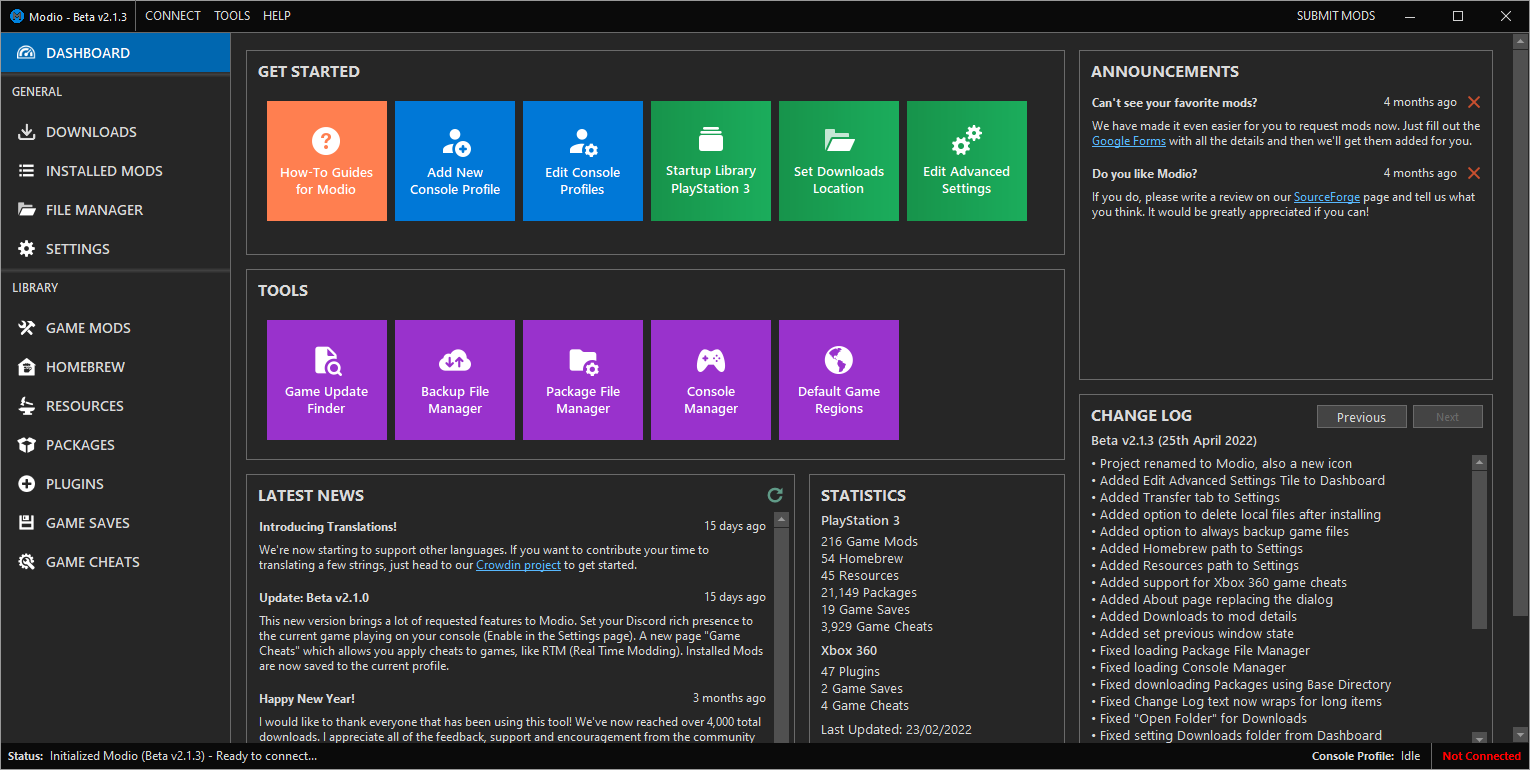 Modio - Beta v2.1.3
CONNECT
TOOLS
HELP
SUBMIT MODS
DASHBOARD
GENERAL
DOWNLOADS
INSTALLED MODS
FILE MANAGER
SETTINGS
LIBRARY
GAME MODS
HOMEBREW
RESOURCES
PACKAGES
PLUGINS
GAME SAVES
GAME CHEATS
GET STARTED
How-To Guides
for Modio
Add New
Console Profile
Edit Console
Profiles
Startup Library
PlayStation 3
Set Downloads
Location
Edit Advanced
Settings
TOOLS
Game Update
Finder
Backup File
Manager
Package File
Manager
Console
Manager
Default Game
Regions
LATEST NEWS
Introducing Translations!
15 days ago
We're now starting to support other languages. If you want to contribute your time to
translating a few strings, just head to our Crowdin project to get started.
Update: Beta v2.1.0
15 days ago
This new version brings a lot of requested features to Modio. Set your Discord rich presence to
the current game playing on your console (Enable in the Settings page). A new page "Game
Cheats" which allows you apply cheats to games, like RTM (Real Time Modding). Installed Mods
are now saved to the current profile.
Happy New Year!
3 months ago
I would like to thank everyone that has been using this tool! We've now reached over 4,000 total
downloads. I appreciate all of the feedback, support and encouragement from the community
STATISTICS
PlayStation 3
216 Game Mods
54 Homebrew
45 Resources
21,149 Packages
19 Game Saves
3,929 Game Cheats
Xbox 360
47 Plugins
2 Game Saves
4 Game Cheats
Last Updated: 23/02/2022
ANNOUNCEMENTS
Can't see your favorite mods?
4 months ago
We have made it even easier for you to request mods now. Just fill out the
Google Forms with all the details and then we'll get them added for you.
Do you like Modio?
4 months ago
If you do, please write a review on our SourceForge page and tell us what
you think. It would be greatly appreciated if you can!
CHANGE LOG
Previous
Next
Beta v2.1.3 (25th April 2022)
• Project renamed to Modio, also a new icon
• Added Edit Advanced Settings Tile to Dashboard
• Added Transfer tab to Settings
• Added option to delete local files after installing
• Added option to always backup game files
• Added Homebrew path to Settings
• Added Resources path to Settings
• Added support for Xbox 360 game cheats
• Added About page replacing the dialog
• Added Downloads to mod details
• Added set previous window state
• Fixed loading Package File Manager
• Fixed loading Console Manager
• Fixed downloading Packages using Base Directory
• Fixed Change Log text now wraps for long items
• Fixed "Open Folder" for Downloads
• Fixed setting Downloads folder from Dashboard
Status: Initialized Modio (Beta v2.1.3) - Ready to connect...
Console Profile: Idle
Not Connected